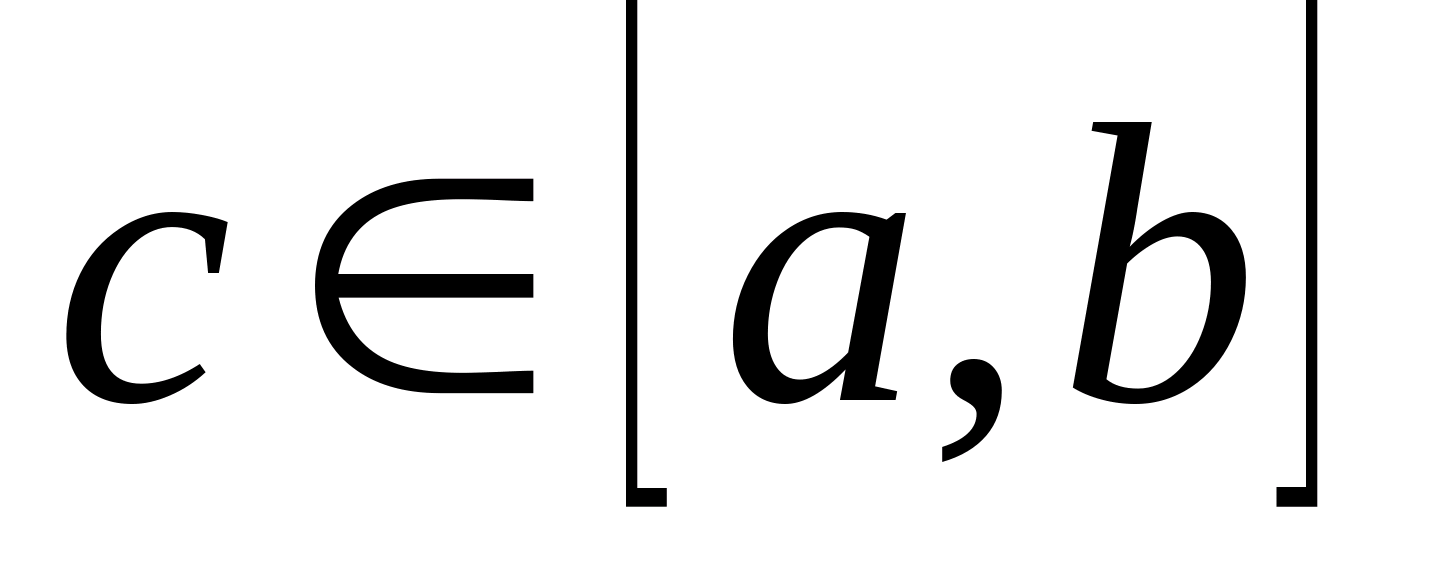 c ∈ [a,b]